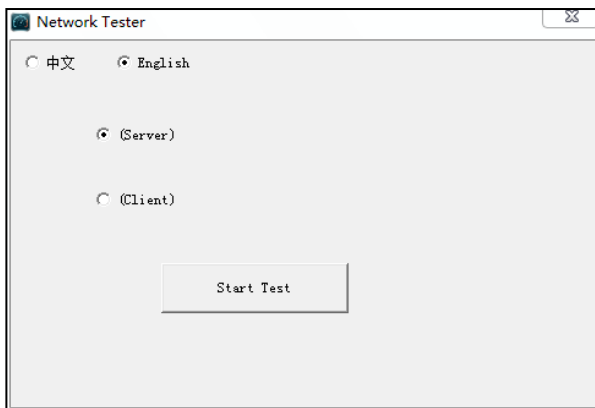 Network Tester
中文 English
(Server)
(Client)
Start Test